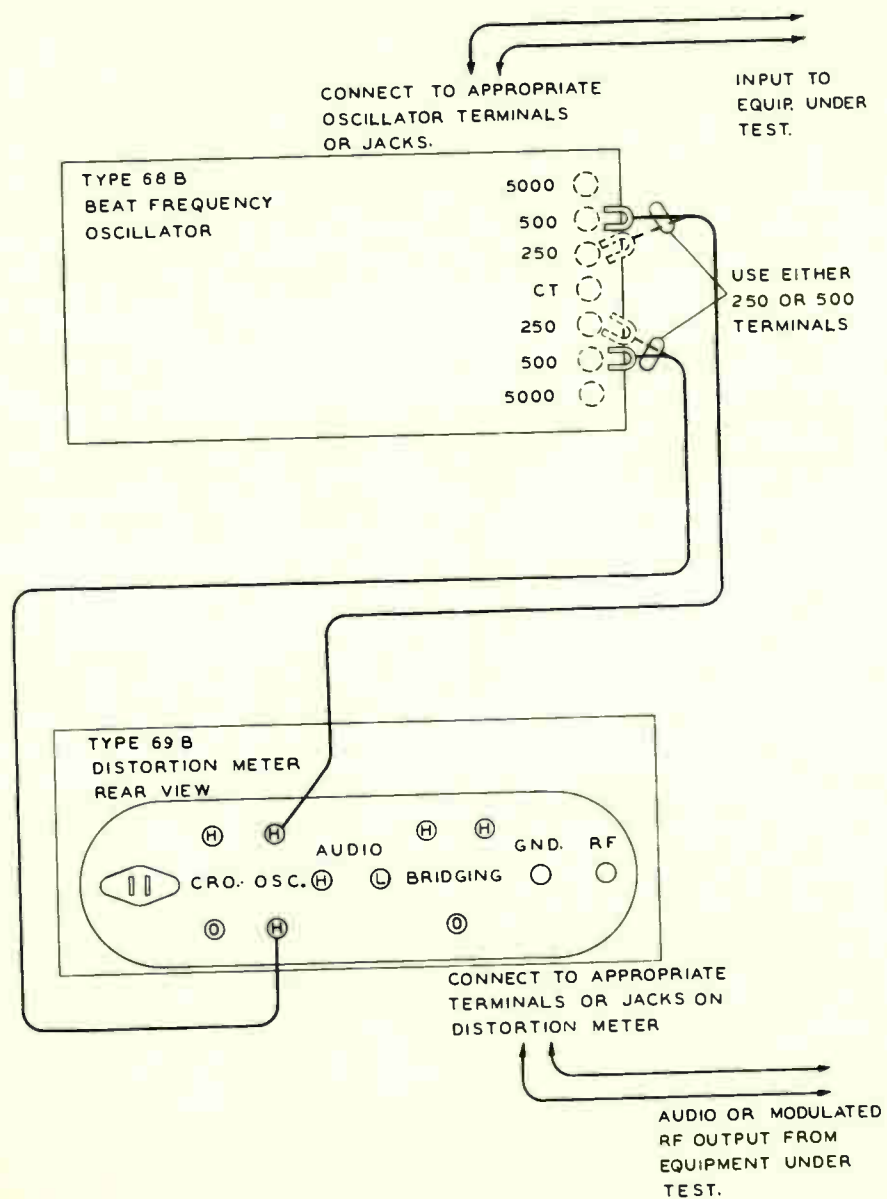 CONNECT TO APPROPRIATE
OSCILLATOR TERMINALS
OR JACKS.
INPUT TO
EQUIP. UNDER
TEST.
TYPE 68 B
BEAT FREQUENCY
OSCILLATOR
5000
500
250
CT
250
500
5000
USE EITHER
250 OR 500
TERMINALS
TYPE 69 B
DISTORTION METER
REAR VIEW
H H H H
AUDIO GND. RF
CRO. OSC. H L BRIDGING
O H O
CONNECT TO APPROPRIATE
TERMINALS OR JACKS ON
DISTORTION METER
AUDIO OR MODULATED
RF OUTPUT FROM
EQUIPMENT UNDER
TEST.